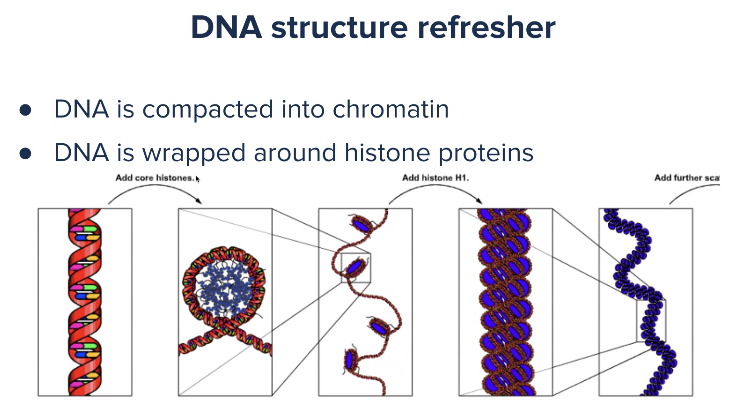 DNA structure refresher
● DNA is compacted into chromatin
● DNA is wrapped around histone proteins
Add core histones.
Add histone H1.
Add further